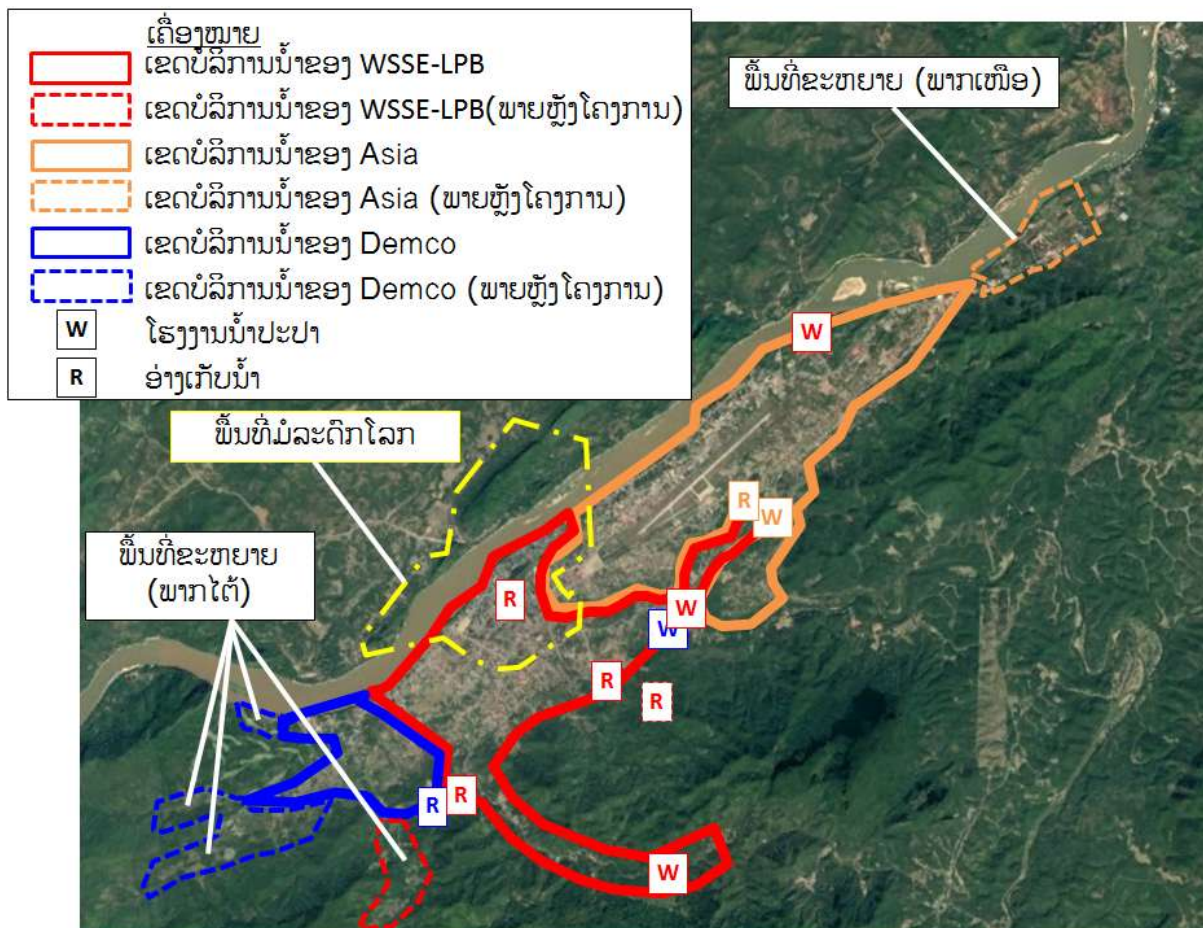 ເຄື່ອງໝາຍ
ເຂດບໍລິການນ້ຳຂອງ WSSE-LPB
ເຂດບໍລິການນ້ຳຂອງ WSSE-LPB(ພາຍຫຼັງໂຄງການ)
ເຂດບໍລິການນ້ຳຂອງ Asia
ເຂດບໍລິການນ້ຳຂອງ Asia (ພາຍຫຼັງໂຄງການ)
ເຂດບໍລິການນ້ຳຂອງ Demco
ເຂດບໍລິການນ້ຳຂອງ Demco (ພາຍຫຼັງໂຄງການ)
W ໂຮງງານນ້ຳປະປາ
R ອ່າງເກັບນ້ຳ
ພື້ນທີ່ຂະຫຍາຍ (ພາກເໜືອ)
W
ພື້ນທີ່ມໍລະດົກໂລກ
R
W
ພື້ນທີ່ຂະຫຍາຍ
(ພາກໄຕ້)
R
W
W
R
R
R
R
W